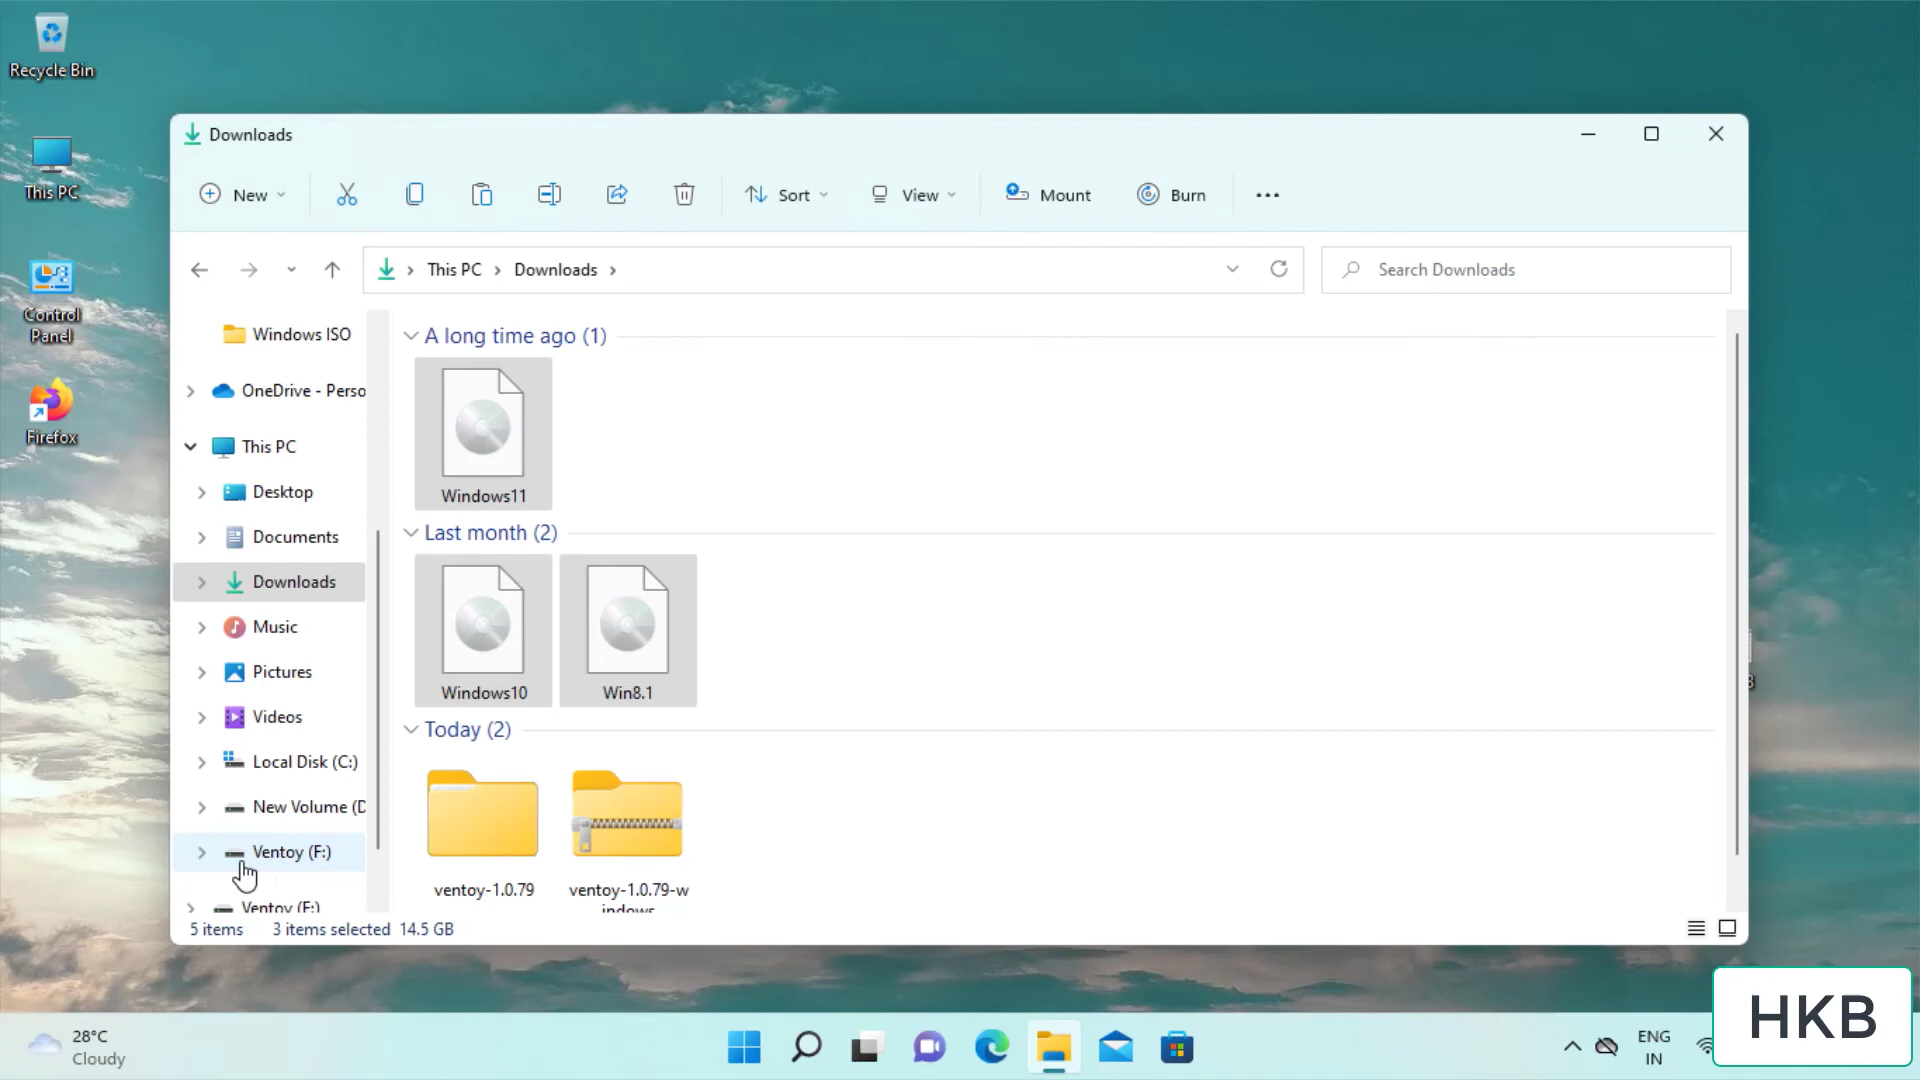 Recycle Bin
This PC
Control
Panel
Firefox
Downloads
New
Sort
View
Mount
Burn
This PC
Downloads
Search Downloads
Windows ISO
OneDrive - Perso
This PC
Desktop
Documents
Downloads
Music
Pictures
Videos
Local Disk (C:)
New Volume (D
Ventoy (F:)
Ventoy (F:)
A long time ago (1)
Windows11
Last month (2)
Windows10
Win8.1
Today (2)
ventoy-1.0.79
ventoy-1.0.79-w
indows
5 items
3 items selected 14.5 GB
28°C
Cloudy
ENG
IN
HKB